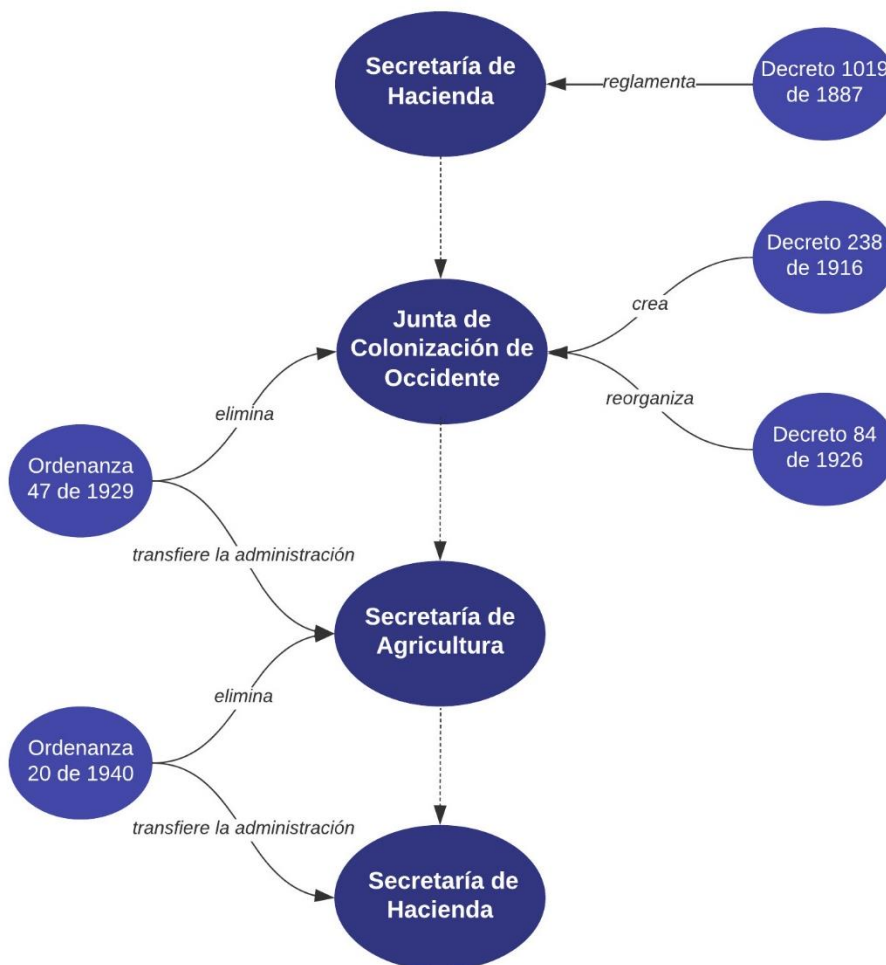 Secretaría de
Hacienda
reglamenta
Decreto 1019
de 1887
Decreto 238
de 1916
crea
Junta de
Colonización de
Occidente
reorganiza
Decreto 84
de 1926
elimina
Ordenanza
47 de 1929
transfiere la administración
Secretaría de
Agricultura
elimina
Ordenanza
20 de 1940
transfiere la administración
Secretaría de
Hacienda